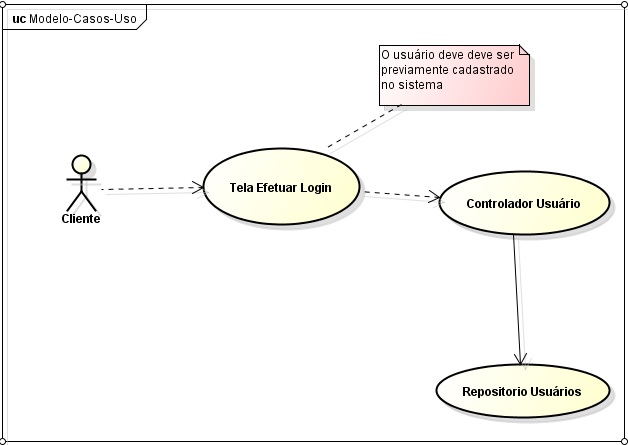 uc Modelo-Casos-Uso
O usuário deve deve ser
previamente cadastrado
no sistema
Tela Efetuar Login
Controlador Usuário
Cliente
Repositorio Usuários